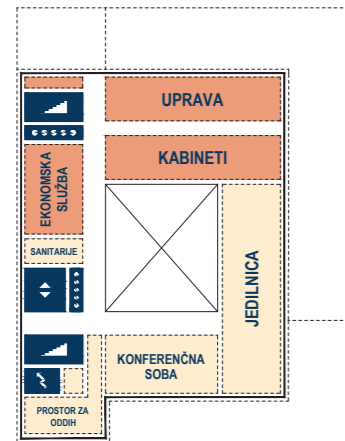 UPRAVA
KABINETI
EKONOMSKA
SLUŽBA
SANITARIJE
JEDILNICA
KONFERENČNA
SOBA
PROSTOR ZA
ODDIH